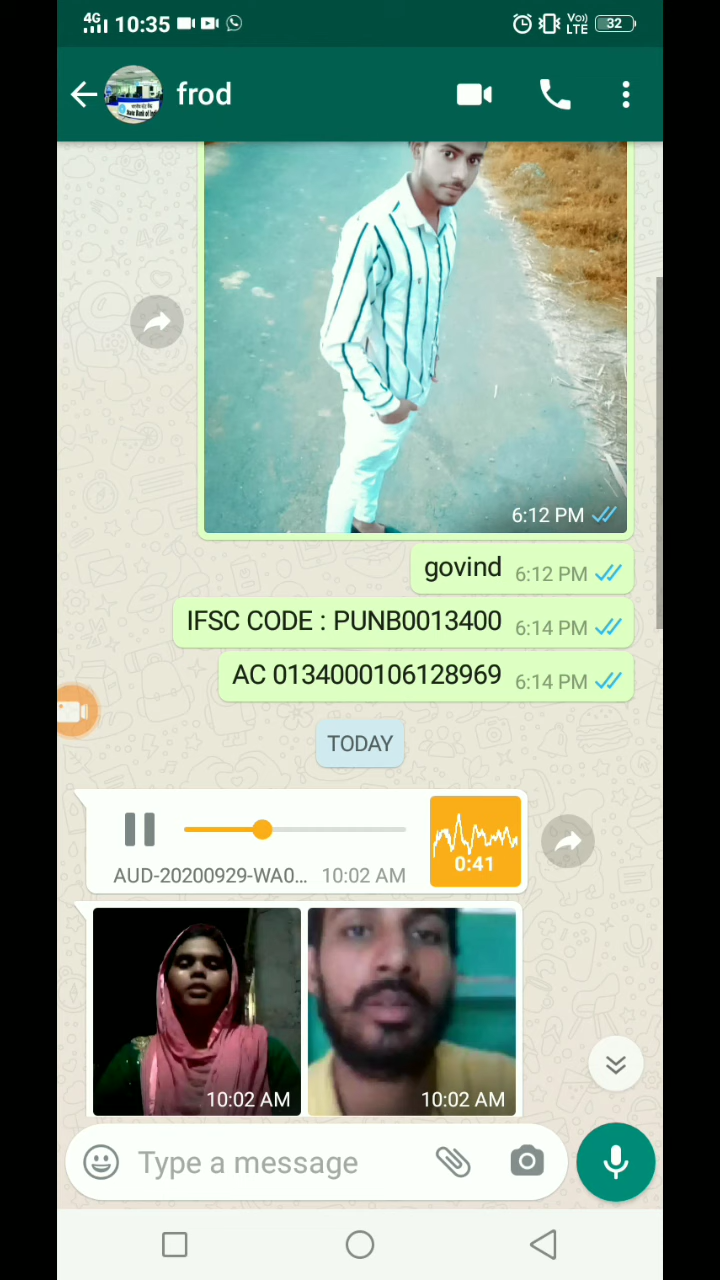 4G 10:35 Vo)) LTE 32
frod
6:12 PM
govind 6:12 PM
IFSC CODE : PUNB0013400 6:14 PM
AC 0134000106128969 6:14 PM
TODAY
0:41
AUD-20200929-WA0... 10:02 AM
10:02 AM 10:02 AM
Type a message